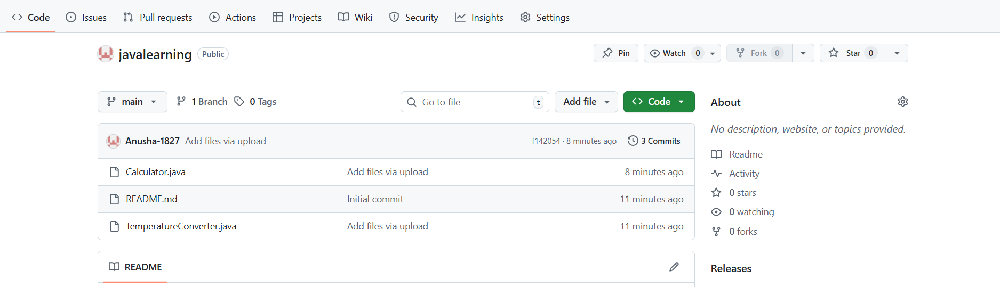 Code Issues Pull requests Actions Projects Wiki Security Insights Settings
javalearning Public Pin Watch 0 Fork 0 Star 0
main 1 Branch 0 Tags Go to file t Add file Code
Anusha-1827 Add files via upload f142054 · 8 minutes ago 3 Commits
Calculator.java Add files via upload 8 minutes ago
README.md Initial commit 11 minutes ago
TemperatureConverter.java Add files via upload 11 minutes ago
README
About
No description, website, or topics provided.
Readme
Activity
0 stars
0 watching
0 forks
Releases